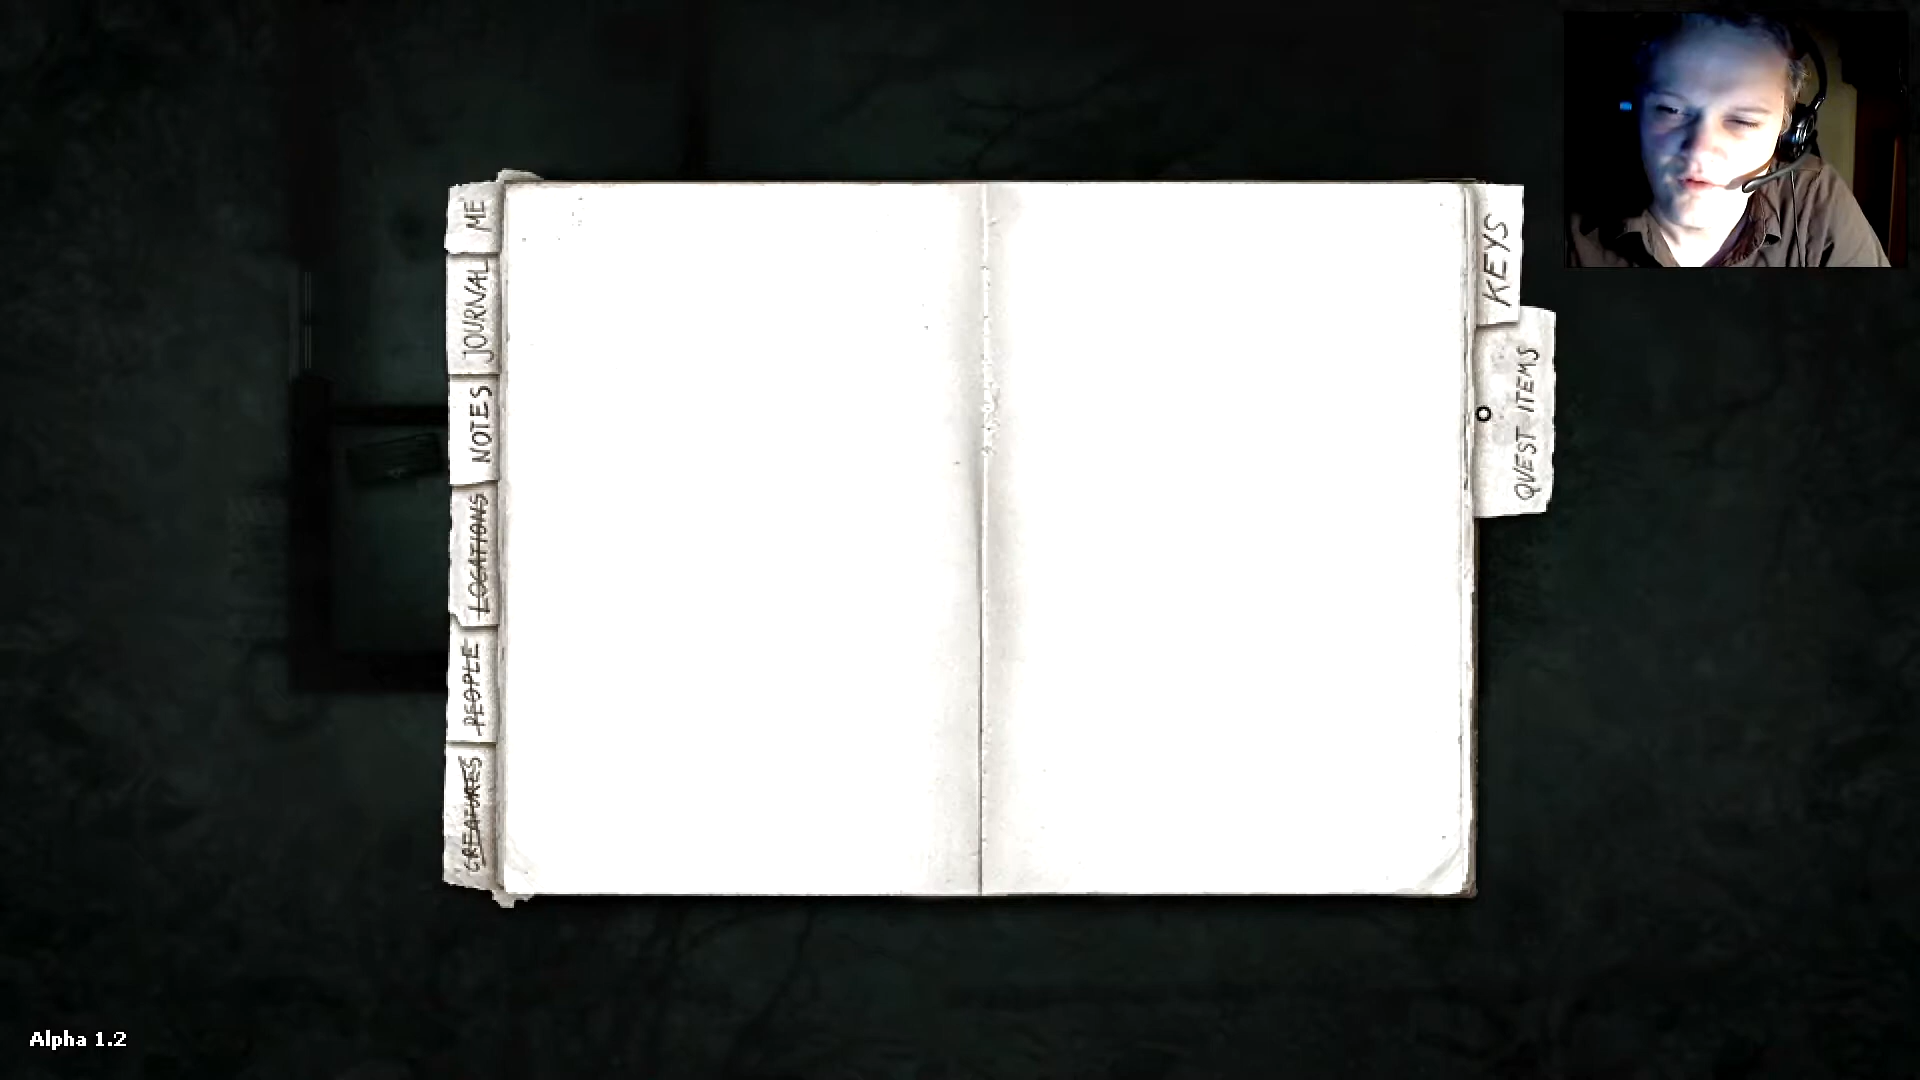 ME
JOURNAL
NOTES
LOCATIONS
PEOPLE
CREATURES
KEYS
QUEST ITEMS
Alpha 1.2